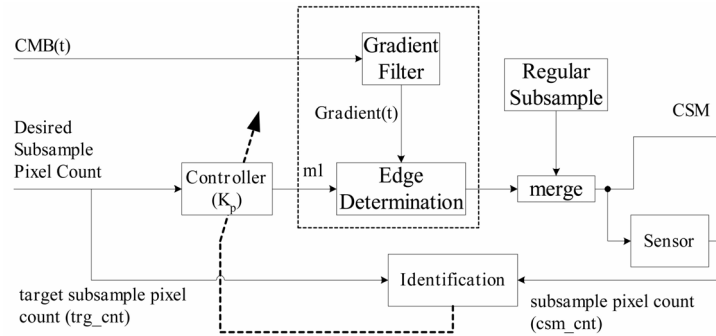 CMB(t)
Gradient
Filter
Regular
Subsample
Gradient(t)
CSM
Desired
Subsample
Pixel Count
Controller
(Kp)
m1
Edge
Determination
merge
Sensor
Identification
target subsample pixel
count (trg_cnt)
subsample pixel count
(csm_cnt)